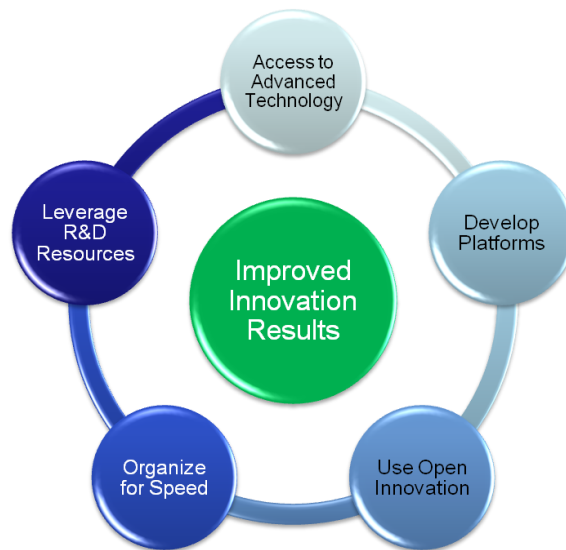 Access to
Advanced
Technology
Develop
Platforms
Use Open
Innovation
Organize
for Speed
Leverage
R&D
Resources
Improved
Innovation
Results